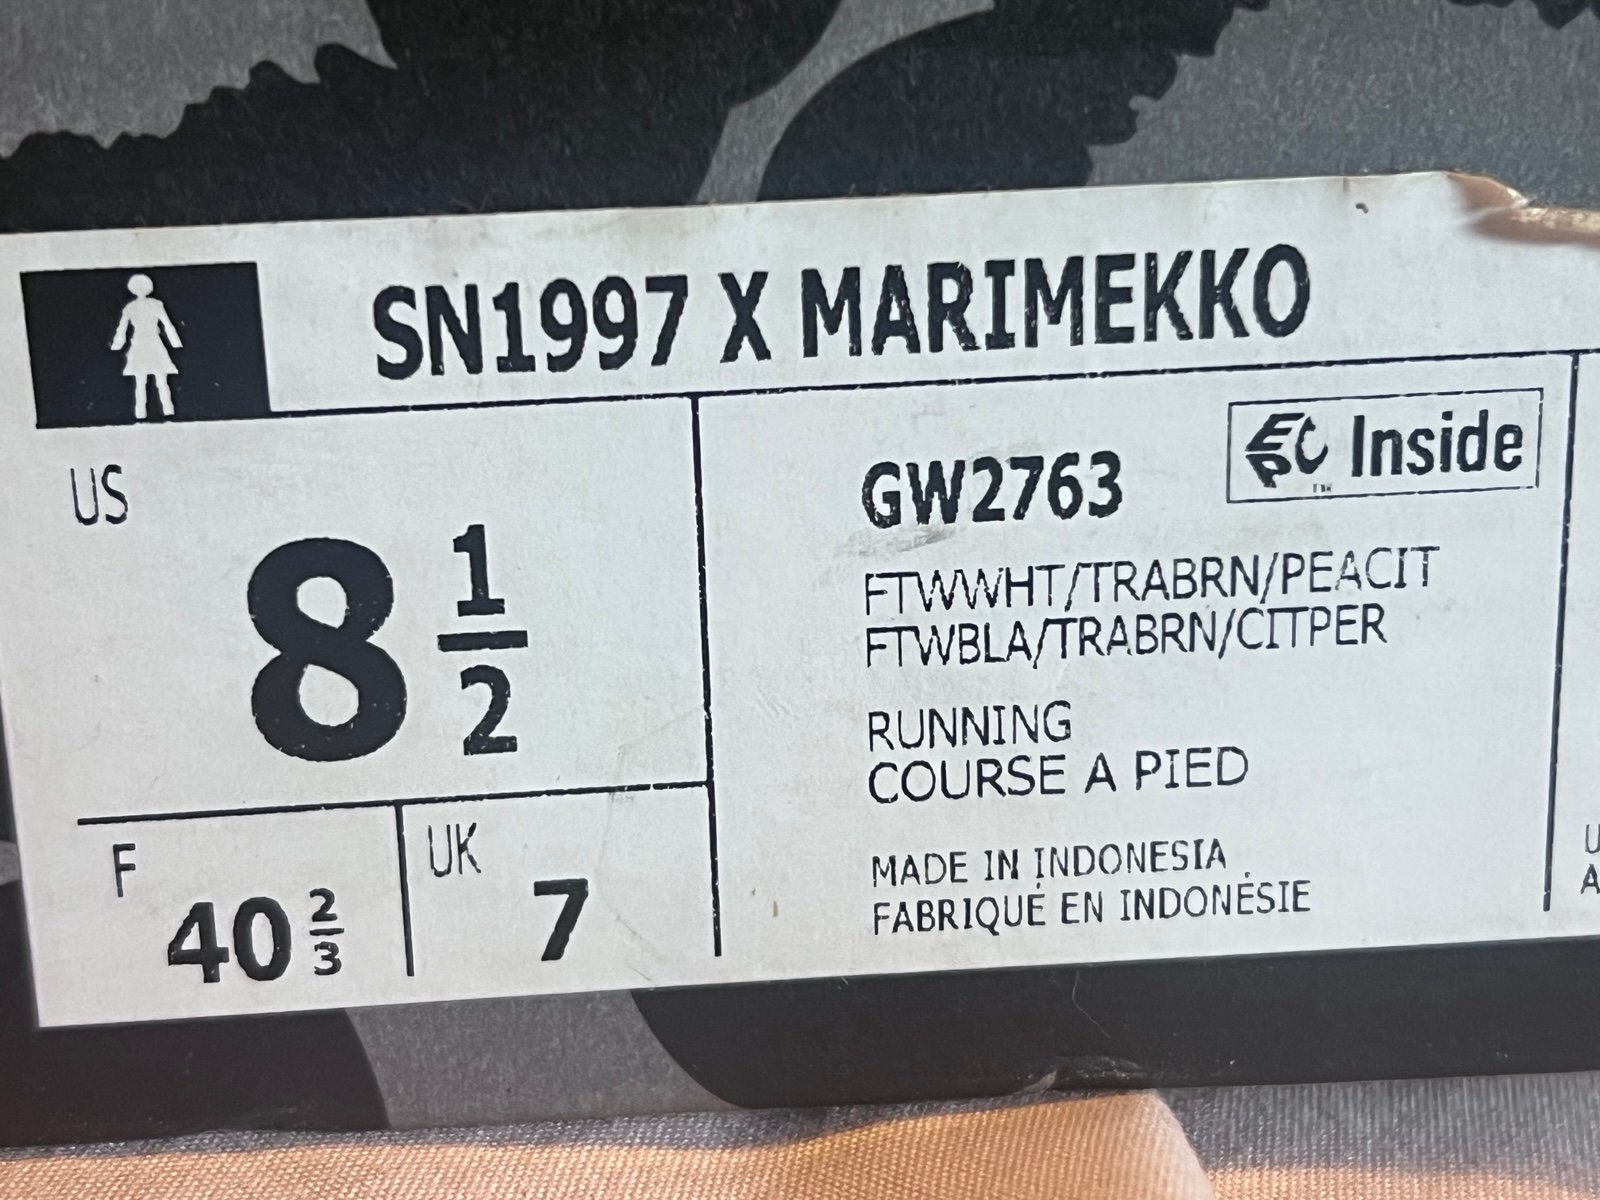 SN1997 X MARIMEKKO
US
8 1/2
F
40 2/3
UK
7
GW2763
EPC Inside
FTWWHT/TRABRN/PEACIT
FTWBLA/TRABRN/CITPER
RUNNING
COURSE A PIED
MADE IN INDONESIA
FABRIQUÉ EN INDONÉSIE